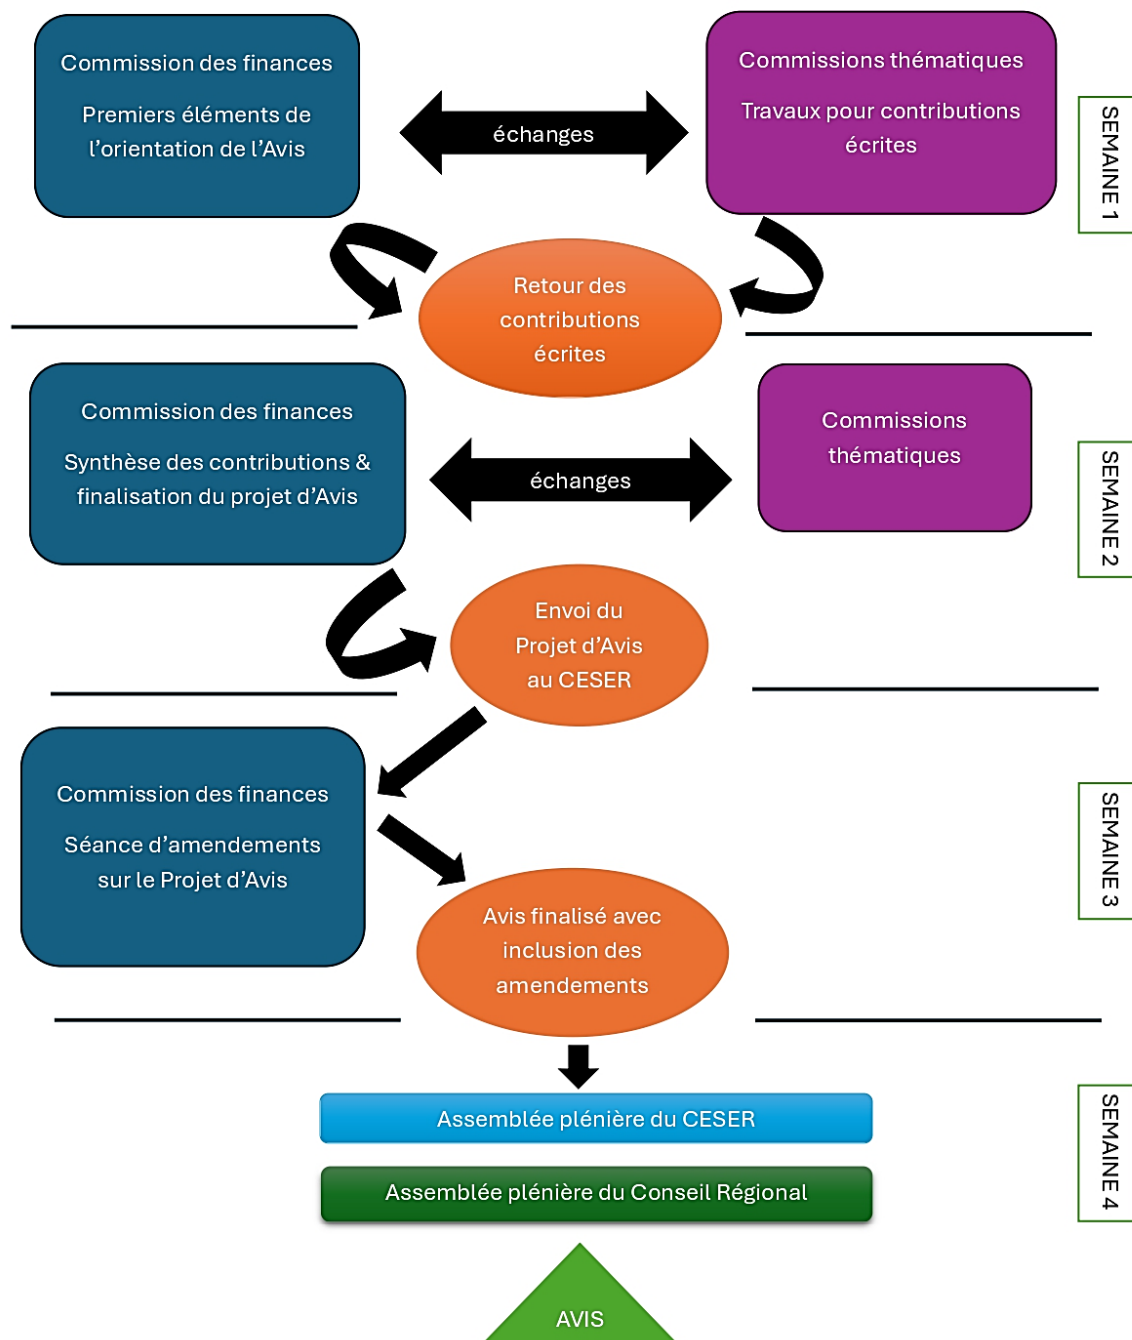 Commission des finances
Premiers éléments de
l’orientation de l’Avis
échanges
Commissions thématiques
Travaux pour contributions
écrites
SEMAINE 1
Retour des
contributions
écrites
Commission des finances
Synthèse des contributions &
finalisation du projet d’Avis
échanges
Commissions
thématiques
SEMAINE 2
Envoi du
Projet d’Avis
au CESER
Commission des finances
Séance d’amendements
sur le Projet d’Avis
SEMAINE 3
Avis finalisé avec
inclusion des
amendements
Assemblée plénière du CESER
Assemblée plénière du Conseil Régional
SEMAINE 4
AVIS